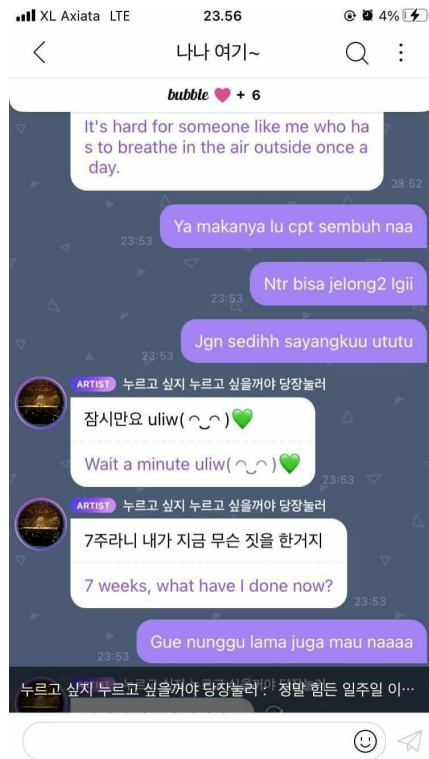 XL Axiata LTE 23.56 4%
나나 여기~
bubble + 6
It's hard for someone like me who ha
s to breathe in the air outside once a
day.
23:52
Ya makanya lu cpt sembuh naa
23:53
Ntr bisa jelong2 lgii
23:53
Jgn sedihh sayangkuu ututu
23:53
ARTIST 누르고 싶지 누르고 싶을꺼야 당장눌러
잠시만요 uliw(◠‿◠)💚
Wait a minute uliw(◠‿◠)💚
23:53
ARTIST 누르고 싶지 누르고 싶을꺼야 당장눌러
7주라니 내가 지금 무슨 짓을 한거지
7 weeks, what have I done now?
23:53
Gue nunggu lama juga mau naaaa
23:53
누르고 싶지 누르고 싶을꺼야 당장눌러 : 정말 힘든 일주일 이…